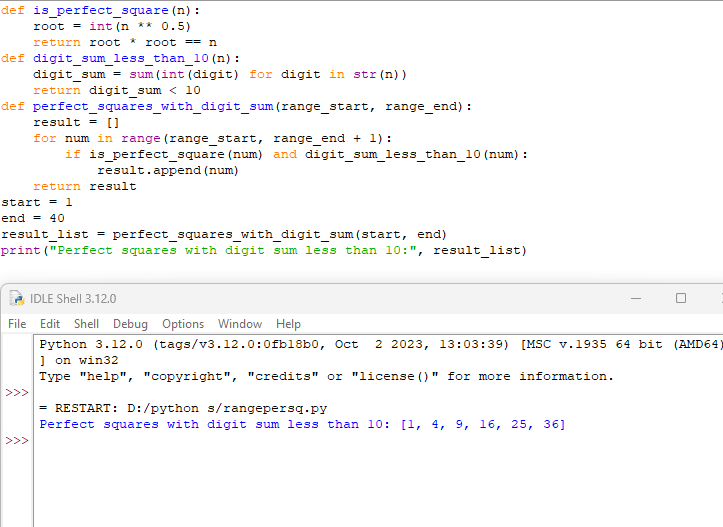 def is_perfect_square(n):
    root = int(n ** 0.5)
    return root * root == n
def digit_sum_less_than_10(n):
    digit_sum = sum(int(digit) for digit in str(n))
    return digit_sum < 10
def perfect_squares_with_digit_sum(range_start, range_end):
    result = []
    for num in range(range_start, range_end + 1):
        if is_perfect_square(num) and digit_sum_less_than_10(num):
            result.append(num)
    return result
start = 1
end = 40
result_list = perfect_squares_with_digit_sum(start, end)
print("Perfect squares with digit sum less than 10:", result_list)
IDLE Shell 3.12.0
File Edit Shell Debug Options Window Help
Python 3.12.0 (tags/v3.12.0:0fb18b0, Oct  2 2023, 13:03:39) [MSC v.1935 64 bit (AMD64)
] on win32
Type "help", "copyright", "credits" or "license()" for more information.
>>>
= RESTART: D:/python s/rangepersq.py
Perfect squares with digit sum less than 10: [1, 4, 9, 16, 25, 36]
>>>